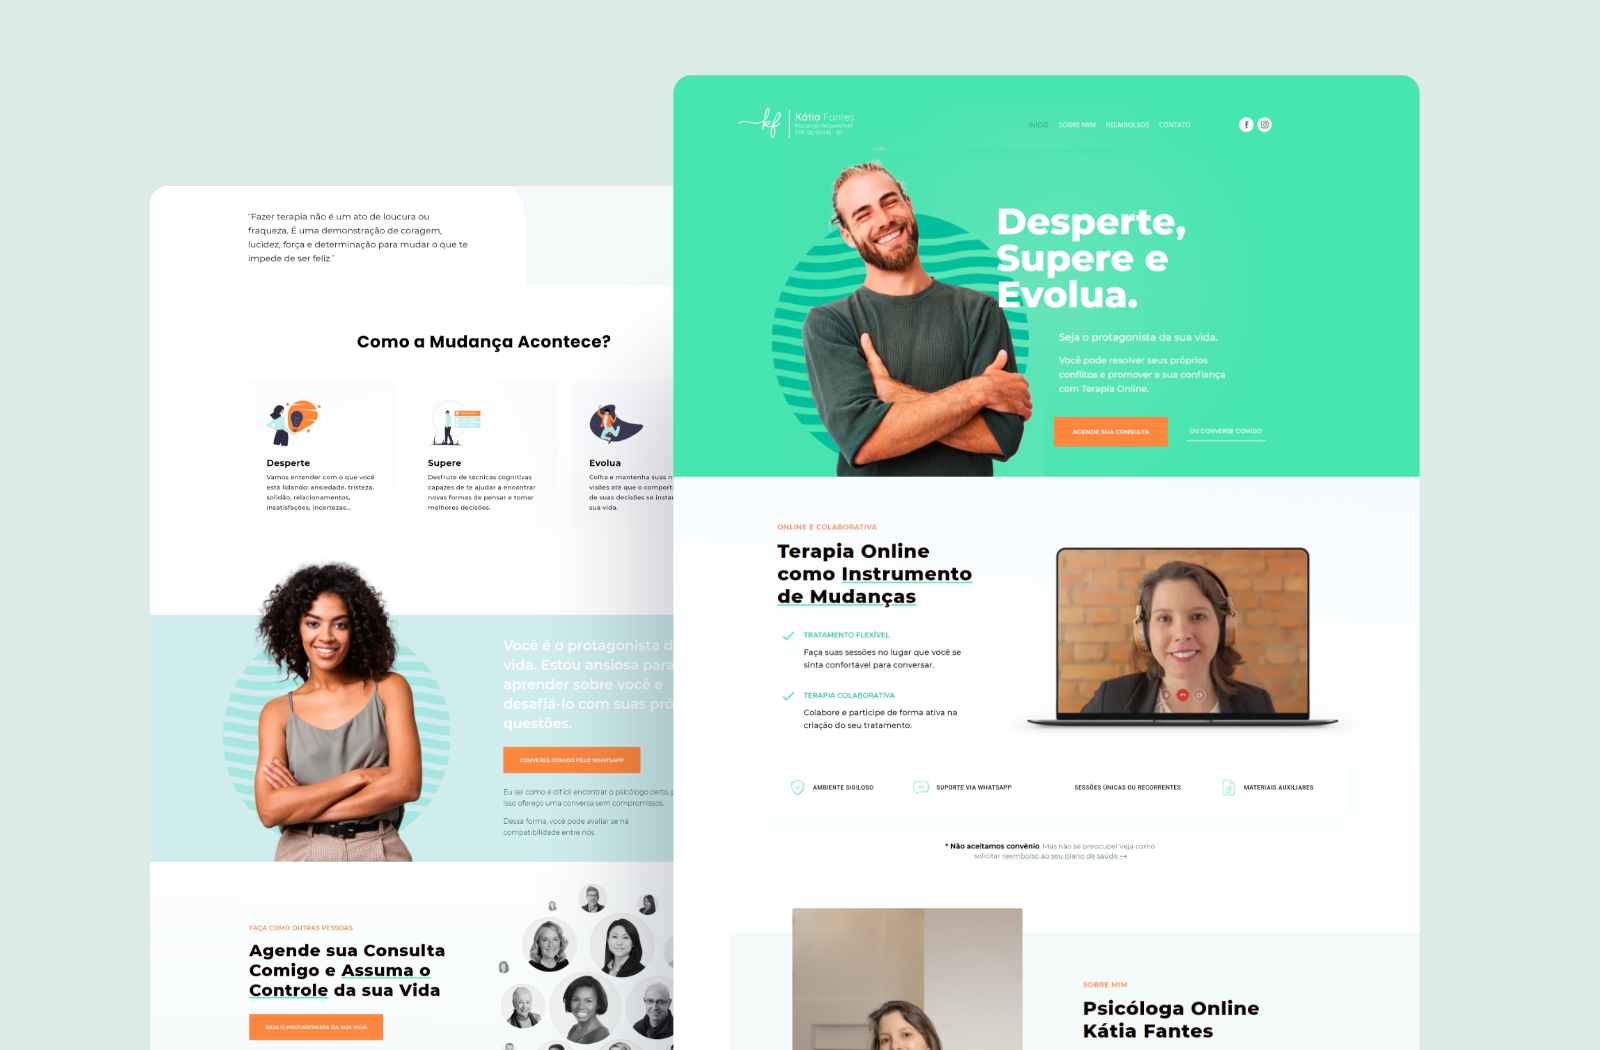 "Fazer terapia não é um ato de loucura ou
fraqueza. É uma demonstração de coragem,
lucidez, força e determinação para mudar o que te
impede de ser feliz."
Como a Mudança Acontece?
Desperte
Vamos entender com o que você
está lidando: ansiedade, tristeza,
solidão, relacionamentos,
insatisfações, incertezas...
Supere
Desfrute de técnicas cognitivas
capazes de te ajudar a encontrar
novas formas de pensar e tomar
melhores decisões.
Evolua
Colha e mantenha suas n
visões até que o comport
de suas decisões se instau
sua vida.
Você é o protagonista d
vida. Estou ansiosa para
aprender sobre você e
desafiá-lo com suas pró
questões.
CONVERSE COMIGO PELO WHATSAPP
Eu sei como é difícil encontrar o psicólogo certo, p
isso ofereço uma conversa sem compromissos.
Dessa forma, você pode avaliar se há
compatibilidade entre nós.
FAÇA COMO OUTRAS PESSOAS
Agende sua Consulta
Comigo e Assuma o
Controle da sua Vida
SEJA O PROTAGONISTA DA SUA VIDA
kf
Kátia Fontes
Psicóloga Responsável
INÍCIO SOBRE MIM REEMBOLSOS CONTATO
Desperte,
Supere e
Evolua.
Seja o protagonista da sua vida.
Você pode resolver seus próprios
conflitos e promover a sua confiança
com Terapia Online.
AGENDE SUA CONSULTA
OU CONVERSE COMIGO
ONLINE E COLABORATIVA
Terapia Online
como Instrumento
de Mudanças
TRATAMENTO FLEXÍVEL
Faça suas sessões no lugar que você se
sinta confortável para conversar.
TERAPIA COLABORATIVA
Colabore e participe de forma ativa na
criação do seu tratamento.
AMBIENTE SIGILOSO
SUPORTE VIA WHATSAPP
SESSÕES ÚNICAS OU RECORRENTES
MATERIAIS AUXILIARES
* Não aceitamos convênio. Mas não se preocupe! Veja como
solicitar reembolso ao seu plano de saúde →
SOBRE MIM
Psicóloga Online
Kátia Fantes